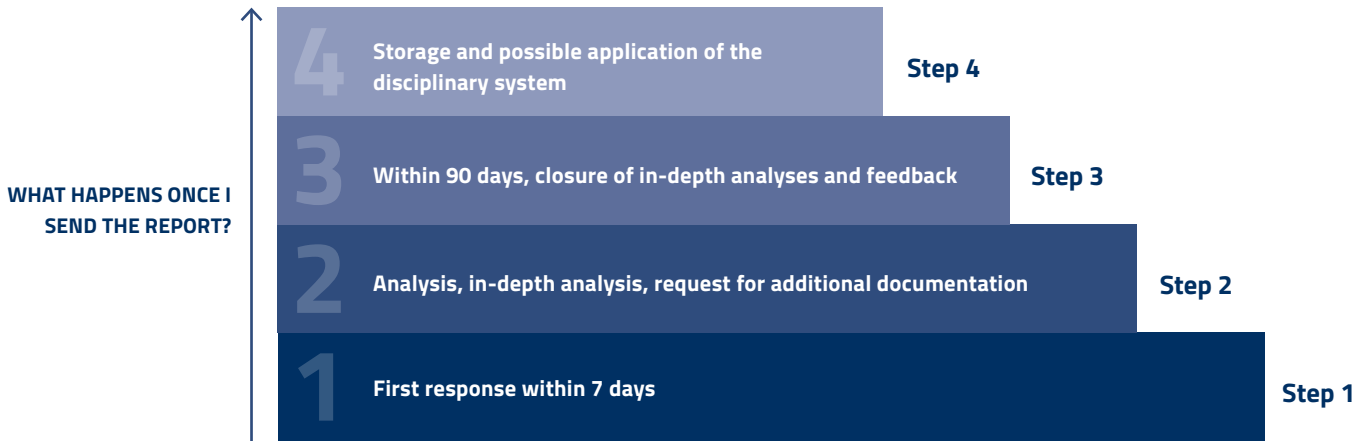 WHAT HAPPENS ONCE I
SEND THE REPORT?
4
Storage and possible application of the
disciplinary system
Step 4
3
Within 90 days, closure of in-depth analyses and feedback
Step 3
2
Analysis, in-depth analysis, request for additional documentation
Step 2
1
First response within 7 days
Step 1